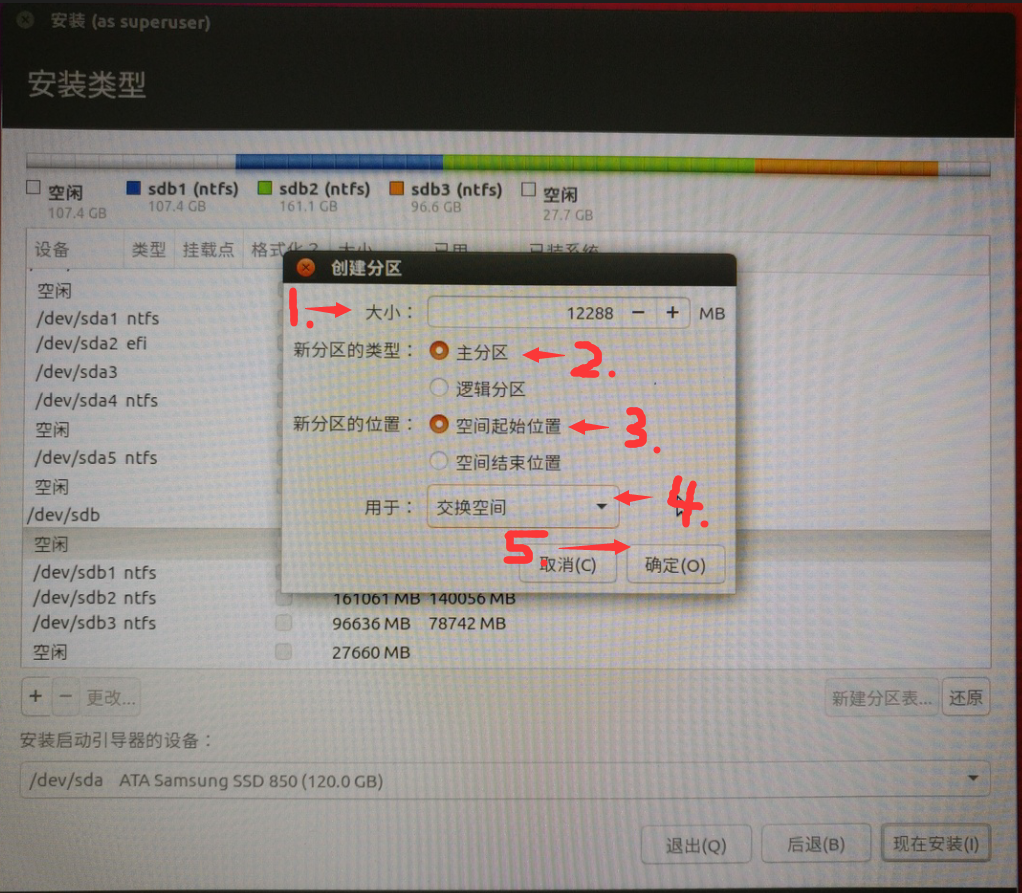 安装 (as superuser)
安装类型
空闲 sdb1 (ntfs) sdb2 (ntfs) sdb3 (ntfs) 空闲
107.4 GB 107.4 GB 161.1 GB 96.6 GB 27.7 GB
设备 类型 挂载点 格式化? 大小 已用 已装系统
创建分区
空闲
1. 大小： 12288 − + MB
/dev/sda1 ntfs
/dev/sda2 efi
新分区的类型： 主分区 2.
/dev/sda3
逻辑分区
/dev/sda4 ntfs
空闲
新分区的位置： 空间起始位置 3.
/dev/sda5 ntfs
空间结束位置
空闲
用于： 交换空间 4.
/dev/sdb
空闲
5. 取消(C) 确定(O)
/dev/sdb1 ntfs
/dev/sdb2 ntfs 161061 MB 140056 MB
/dev/sdb3 ntfs 96636 MB 78742 MB
空闲 27660 MB
+ − 更改... 新建分区表... 还原
安装启动引导器的设备：
/dev/sda ATA Samsung SSD 850 (120.0 GB)
退出(Q) 后退(B) 现在安装(I)